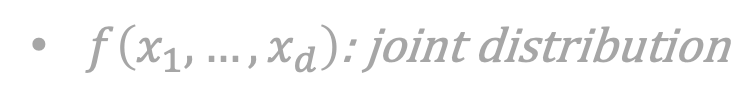 • f(x₁, ..., x_d): joint distribution